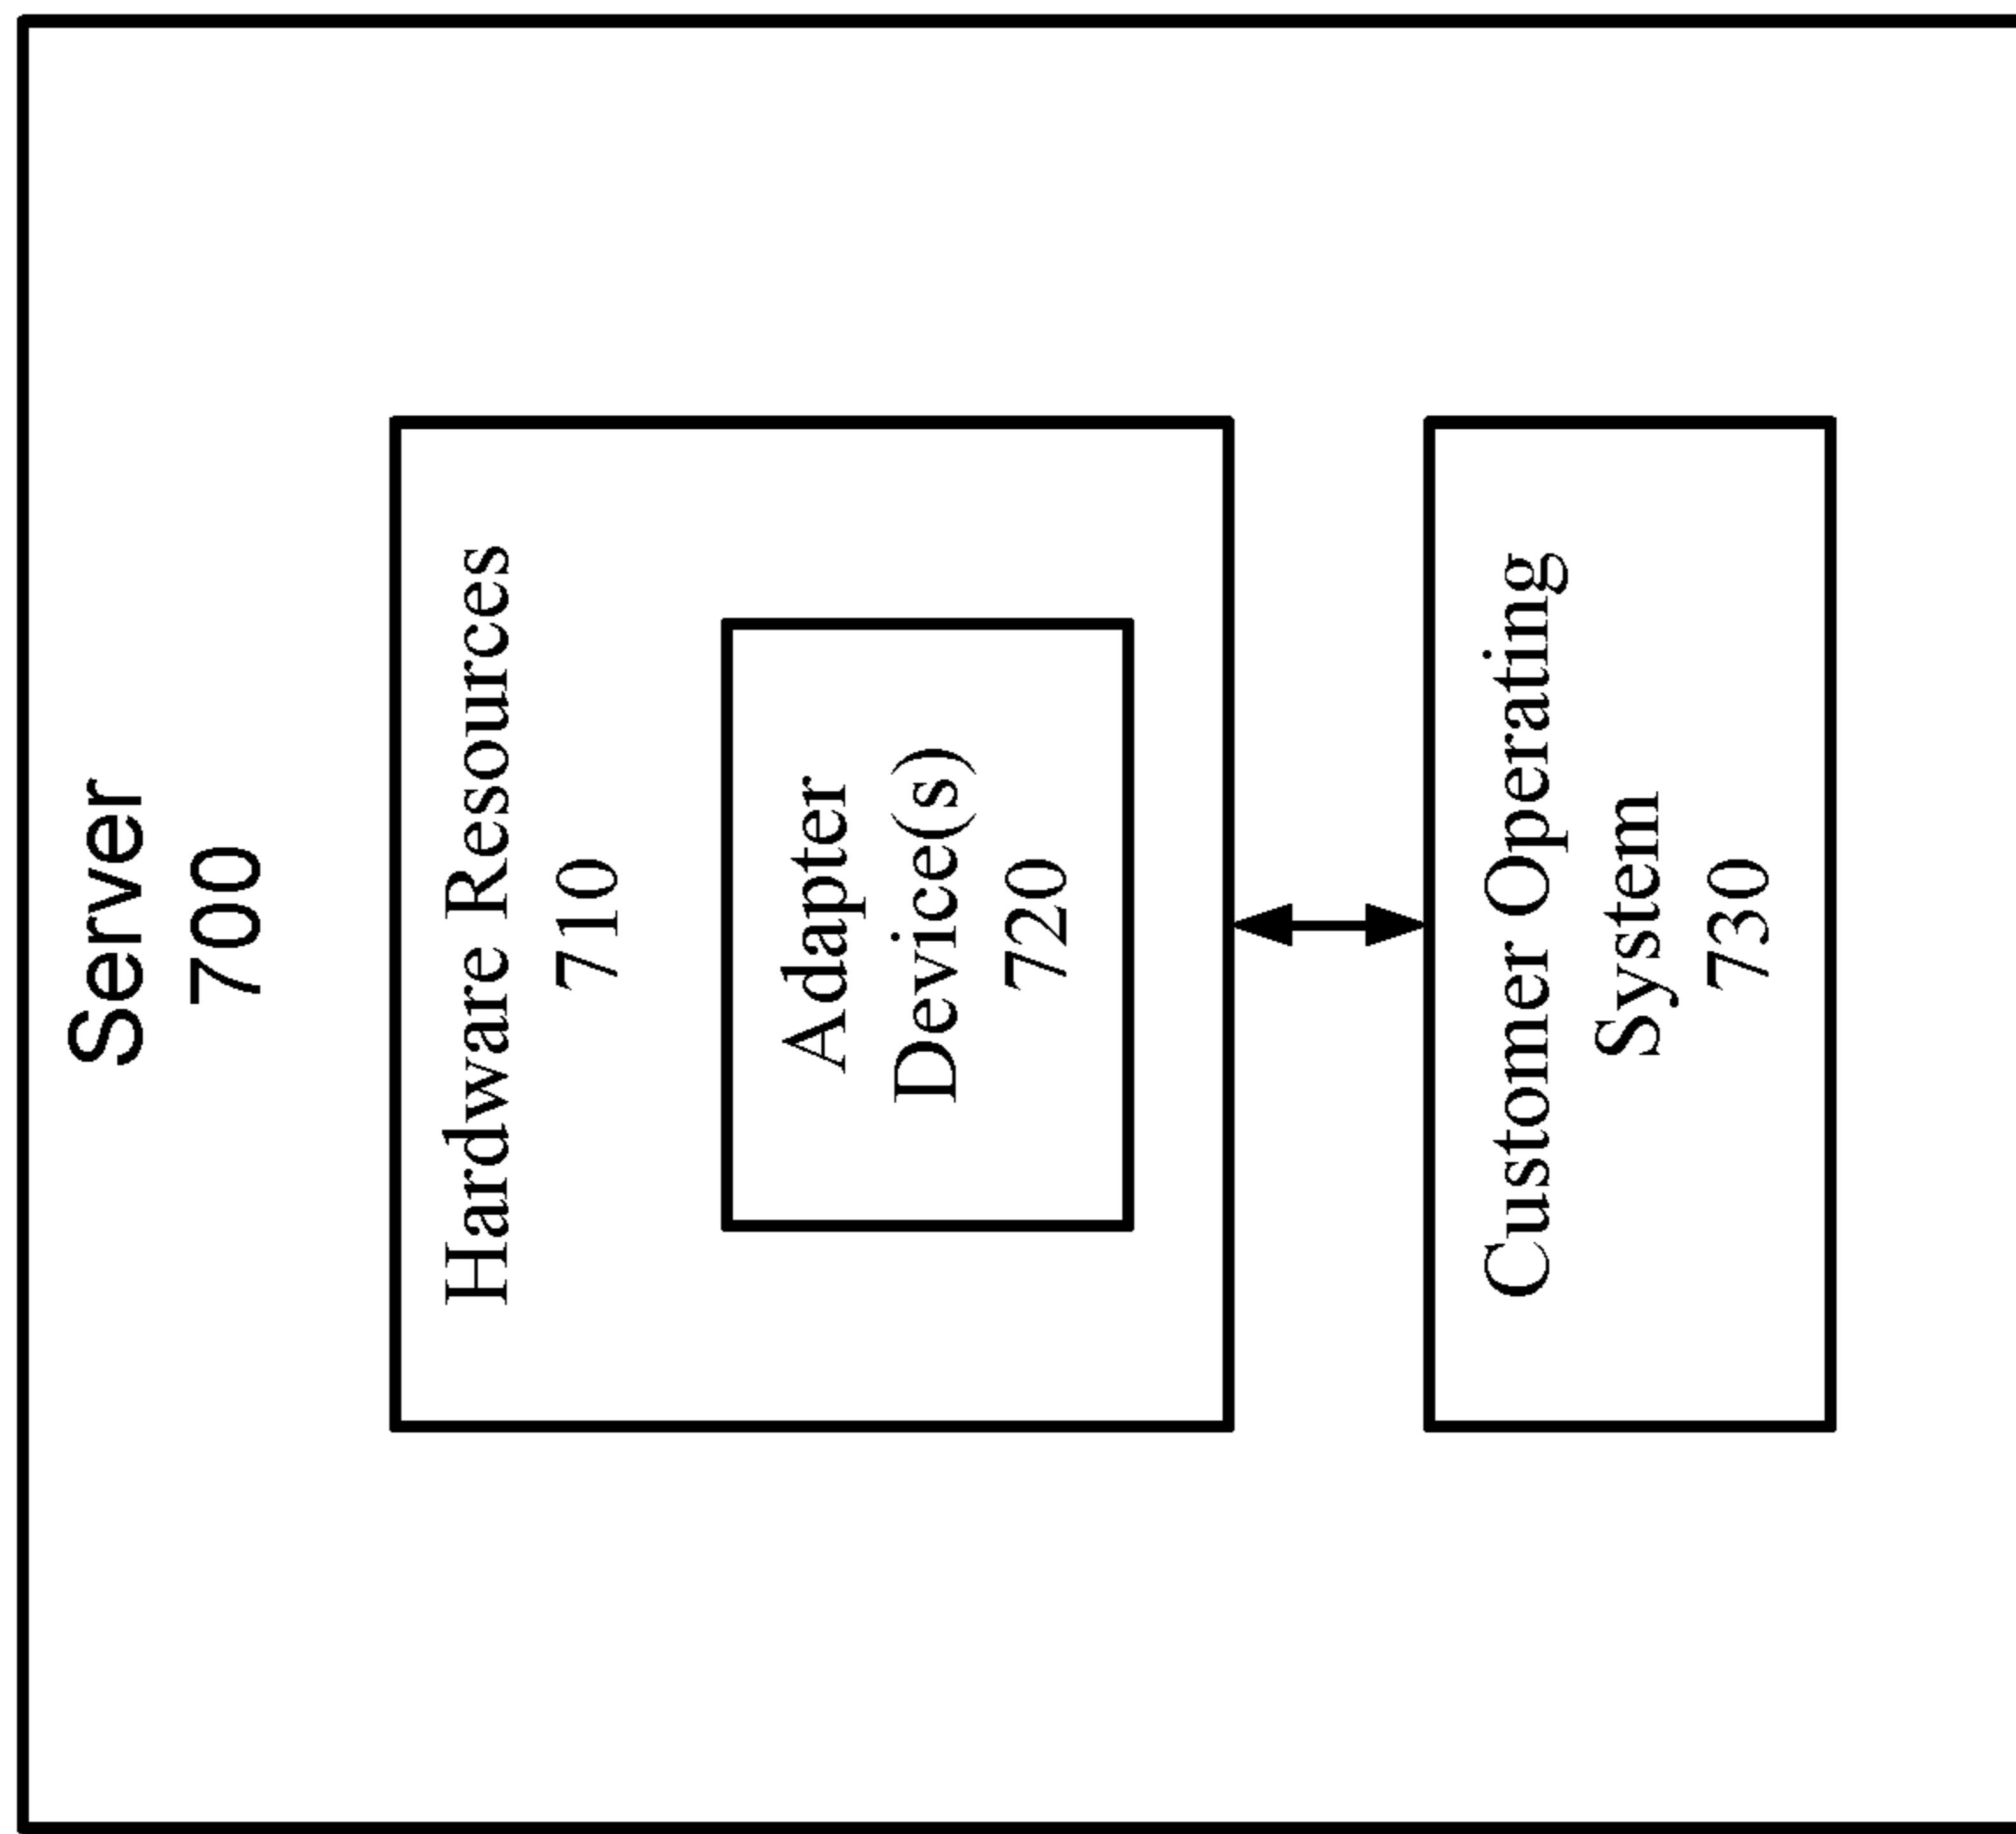 Server
700
Hardware Resources
710
Adapter
Device(s)
720
Customer Operating
System
730